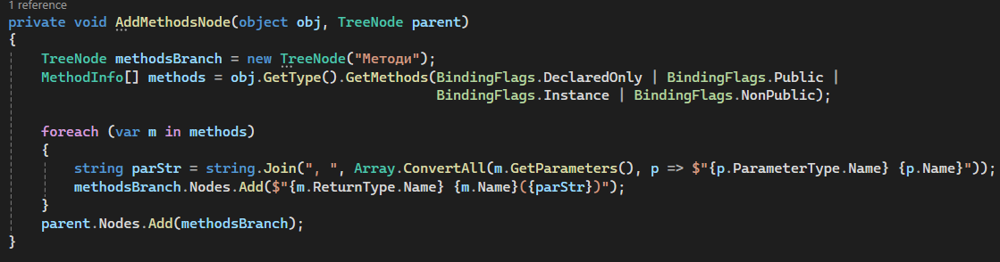 1 reference
private void AddMethodsNode(object obj, TreeNode parent)
{
    TreeNode methodsBranch = new TreeNode("Методи");
    MethodInfo[] methods = obj.GetType().GetMethods(BindingFlags.DeclaredOnly | BindingFlags.Public |
                                                    BindingFlags.Instance | BindingFlags.NonPublic);

    foreach (var m in methods)
    {
        string parStr = string.Join(", ", Array.ConvertAll(m.GetParameters(), p => $"{p.ParameterType.Name} {p.Name}"));
        methodsBranch.Nodes.Add($"{m.ReturnType.Name} {m.Name}({parStr})");
    }
    parent.Nodes.Add(methodsBranch);
}